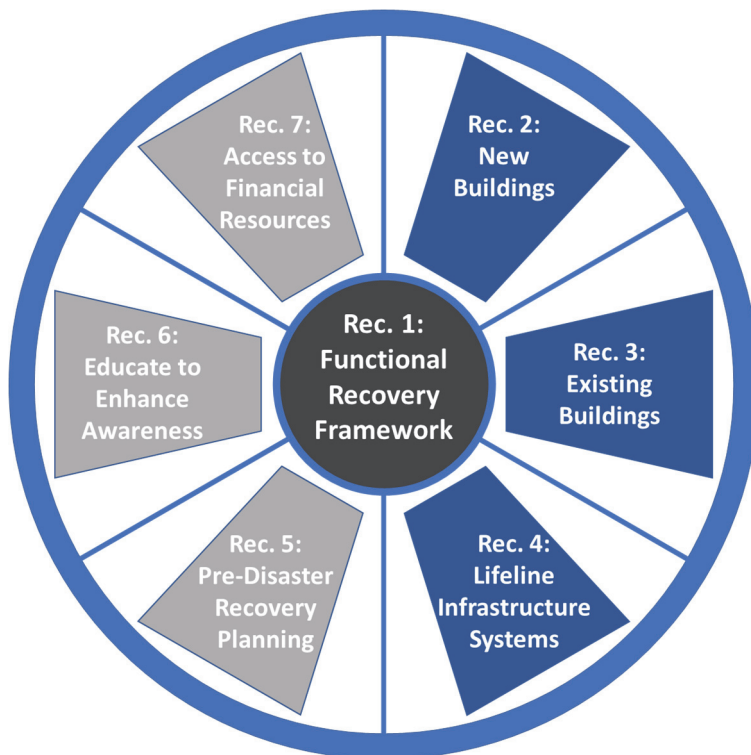 Rec. 1:
Functional
Recovery
Framework
Rec. 2:
New
Buildings
Rec. 3:
Existing
Buildings
Rec. 4:
Lifeline
Infrastructure
Systems
Rec. 5:
Pre-Disaster
Recovery
Planning
Rec. 6:
Educate to
Enhance
Awareness
Rec. 7:
Access to
Financial
Resources